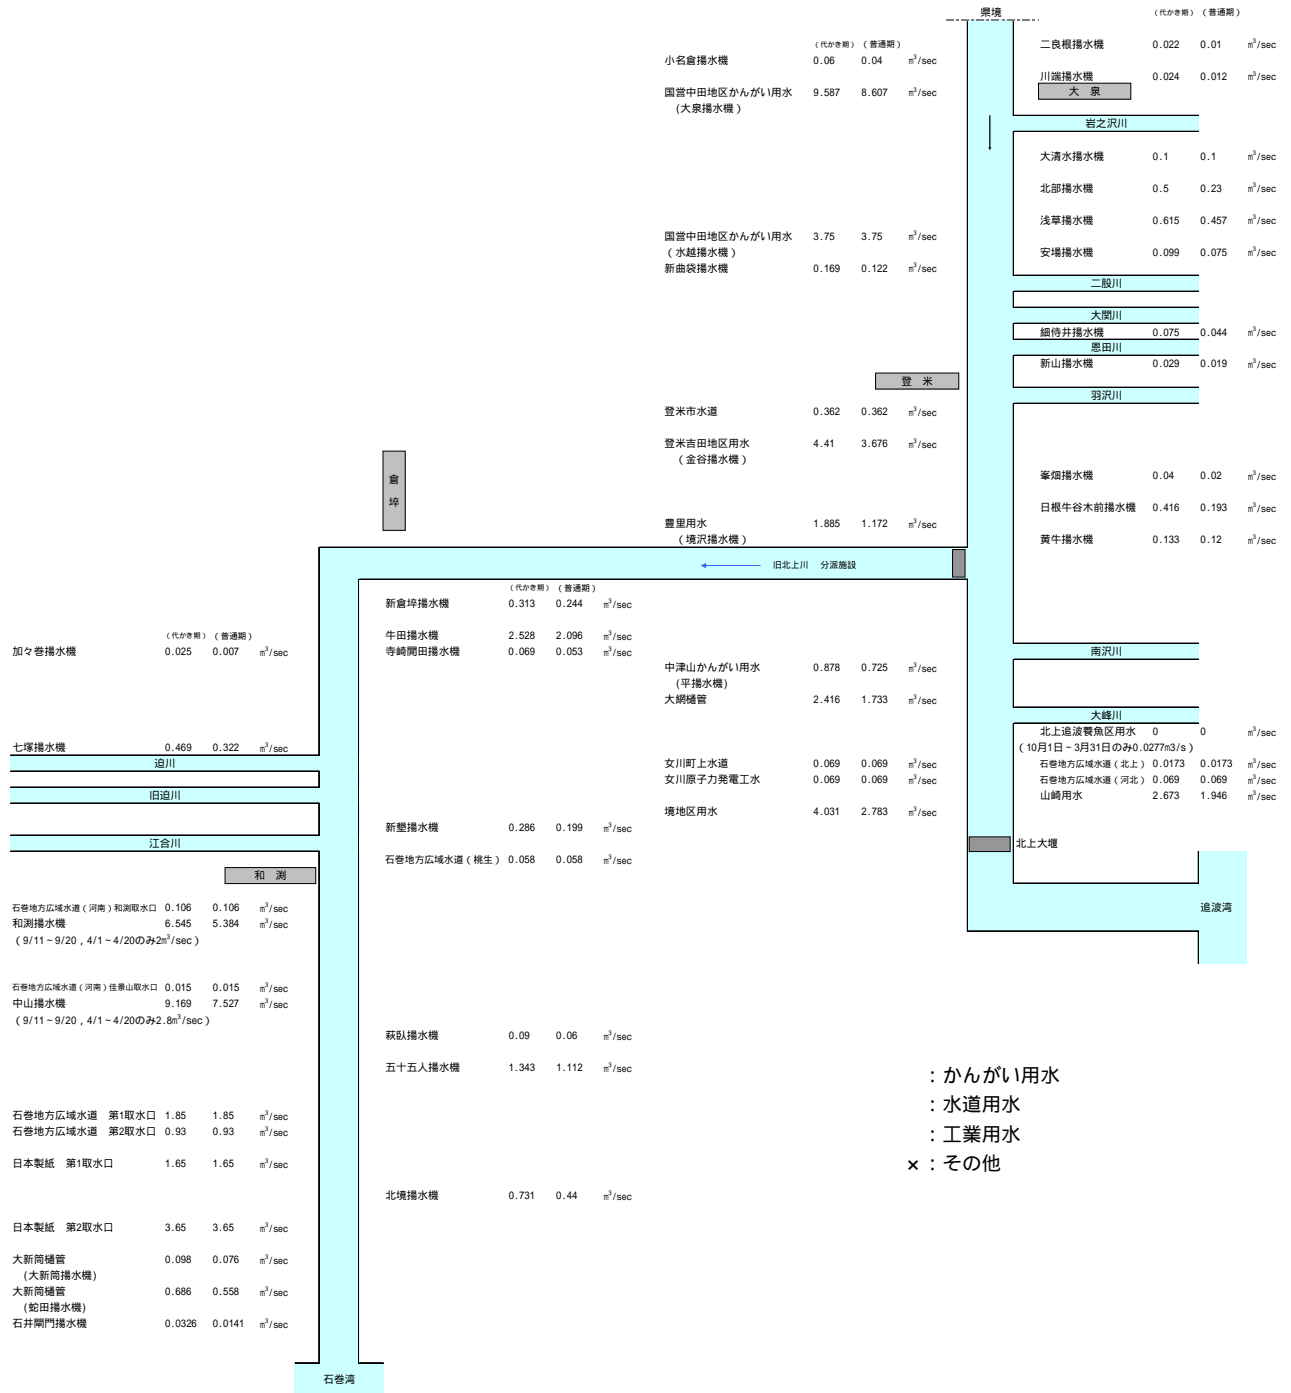 県境
(代かき期) (普通期)
二良根揚水機 0.022 0.01 m³/sec
川端揚水機 0.024 0.012 m³/sec
大 泉
岩之沢川
大清水揚水機 0.1 0.1 m³/sec
北部揚水機 0.5 0.23 m³/sec
浅草揚水機 0.615 0.457 m³/sec
安場揚水機 0.099 0.075 m³/sec
二股川
大関川
細待井揚水機 0.075 0.044 m³/sec
恩田川
新山揚水機 0.029 0.019 m³/sec
羽沢川
峯畑揚水機 0.04 0.02 m³/sec
日根牛谷木前揚水機 0.416 0.193 m³/sec
黄牛揚水機 0.133 0.12 m³/sec
南沢川
大峰川
北上追波養魚区用水 0 0 m³/sec
(10月1日~3月31日のみ0.0277m3/s)
石巻地方広域水道(北上) 0.0173 0.0173 m³/sec
石巻地方広域水道(河北) 0.069 0.069 m³/sec
山崎用水 2.673 1.946 m³/sec
北上大堰
追波湾
(代かき期) (普通期)
小名倉揚水機 0.06 0.04 m³/sec
国営中田地区かんがい用水 9.587 8.607 m³/sec
(大泉揚水機)
国営中田地区かんがい用水 3.75 3.75 m³/sec
(水越揚水機)
新曲袋揚水機 0.169 0.122 m³/sec
登 米
登米市水道 0.362 0.362 m³/sec
登米吉田地区用水 4.41 3.676 m³/sec
(金谷揚水機)
豊里用水 1.885 1.172 m³/sec
(境沢揚水機)
旧北上川 分派施設
中津山かんがい用水 0.878 0.725 m³/sec
(平揚水機)
大網樋管 2.416 1.733 m³/sec
女川町上水道 0.069 0.069 m³/sec
女川原子力発電工水 0.069 0.069 m³/sec
境地区用水 4.031 2.783 m³/sec
倉
埣
(代かき期) (普通期)
新倉埣揚水機 0.313 0.244 m³/sec
牛田揚水機 2.528 2.096 m³/sec
寺崎開田揚水機 0.069 0.053 m³/sec
新墾揚水機 0.286 0.199 m³/sec
石巻地方広域水道(桃生) 0.058 0.058 m³/sec
萩臥揚水機 0.09 0.06 m³/sec
五十五人揚水機 1.343 1.112 m³/sec
北境揚水機 0.731 0.44 m³/sec
(代かき期) (普通期)
加々巻揚水機 0.025 0.007 m³/sec
七塚揚水機 0.469 0.322 m³/sec
迫川
旧迫川
江合川
和 渕
石巻地方広域水道(河南)和渕取水口 0.106 0.106 m³/sec
和渕揚水機 6.545 5.384 m³/sec
(9/11~9/20,4/1~4/20のみ2m³/sec)
石巻地方広域水道(河南)佳景山取水口 0.015 0.015 m³/sec
中山揚水機 9.169 7.527 m³/sec
(9/11~9/20,4/1~4/20のみ2.8m³/sec)
石巻地方広域水道 第1取水口 1.85 1.85 m³/sec
石巻地方広域水道 第2取水口 0.93 0.93 m³/sec
日本製紙 第1取水口 1.65 1.65 m³/sec
日本製紙 第2取水口 3.65 3.65 m³/sec
大新筒樋管 0.098 0.076 m³/sec
(大新筒揚水機)
大新筒樋管 0.686 0.558 m³/sec
(蛇田揚水機)
石井閘門揚水機 0.0326 0.0141 m³/sec
石巻湾
:かんがい用水
:水道用水
:工業用水
×:その他